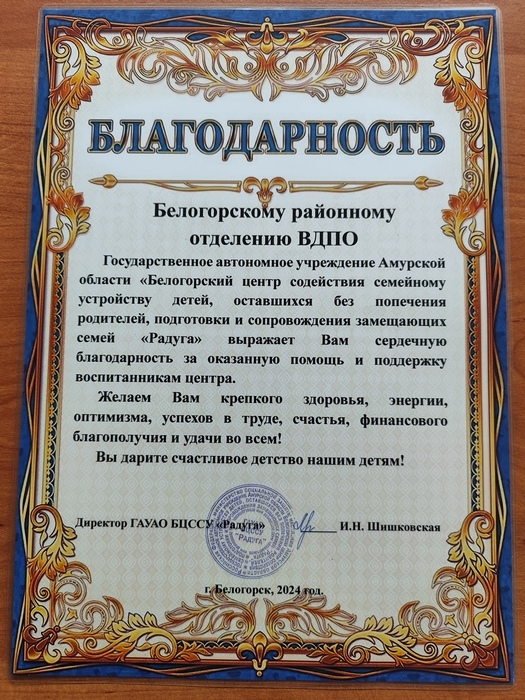 БЛАГОДАРНОСТЬ
Белогорскому районному
отделению ВДПО
Государственное автономное учреждение Амурской
области «Белогорский центр содействия семейному
устройству детей, оставшихся без попечения
родителей, подготовки и сопровождения замещающих
семей «Радуга» выражает Вам сердечную
благодарность за оказанную помощь и поддержку
воспитанникам центра.
Желаем Вам крепкого здоровья, энергии,
оптимизма, успехов в труде, счастья, финансового
благополучия и удачи во всем!
Вы дарите счастливое детство нашим детям!
Директор ГАУАО БЦССУ «Радуга» И.Н. Шишковская
"РАДУГА"
г. Белогорск, 2024 год.